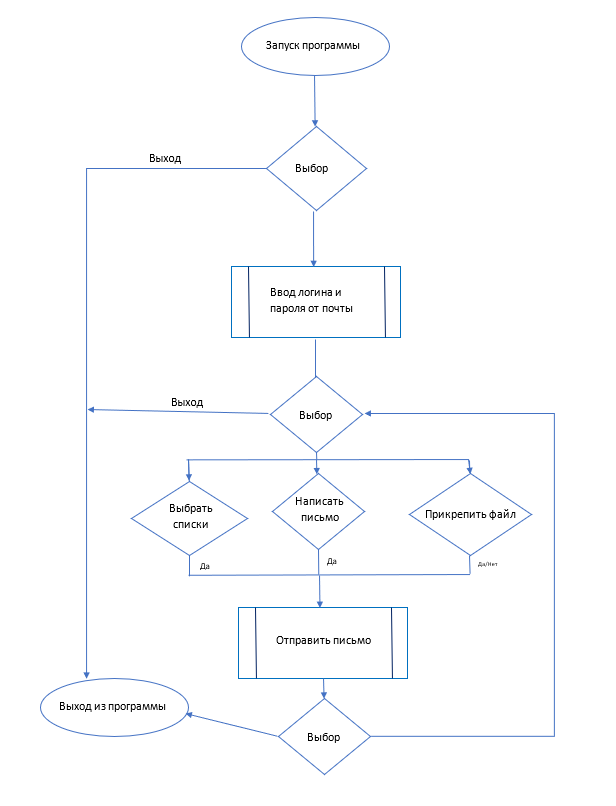 Запуск программы
Выход
Выбор
Ввод логина и
пароля от почты
Выход
Выбор
Выбрать
списки
Написать
письмо
Прикрепить файл
Да
Да
Да/Нет
Отправить письмо
Выход из программы
Выбор